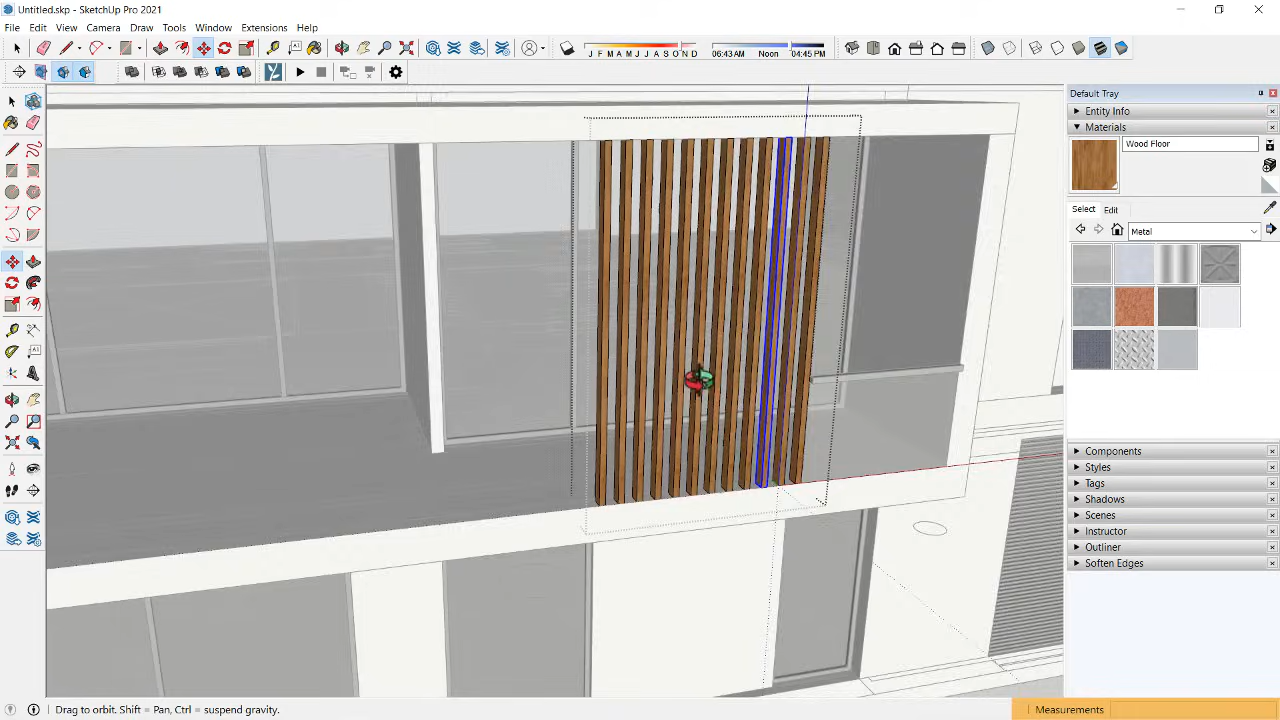 Untitled.skp - SketchUp Pro 2021
File Edit View Camera Draw Tools Window Extensions Help
J F M A M J J A S O N D
06:43 AM Noon 04:45 PM
Default Tray
Entity Info
Materials
Wood Floor
Select Edit
Metal
Components
Styles
Tags
Shadows
Scenes
Instructor
Outliner
Soften Edges
Drag to orbit. Shift = Pan, Ctrl = suspend gravity.
Measurements